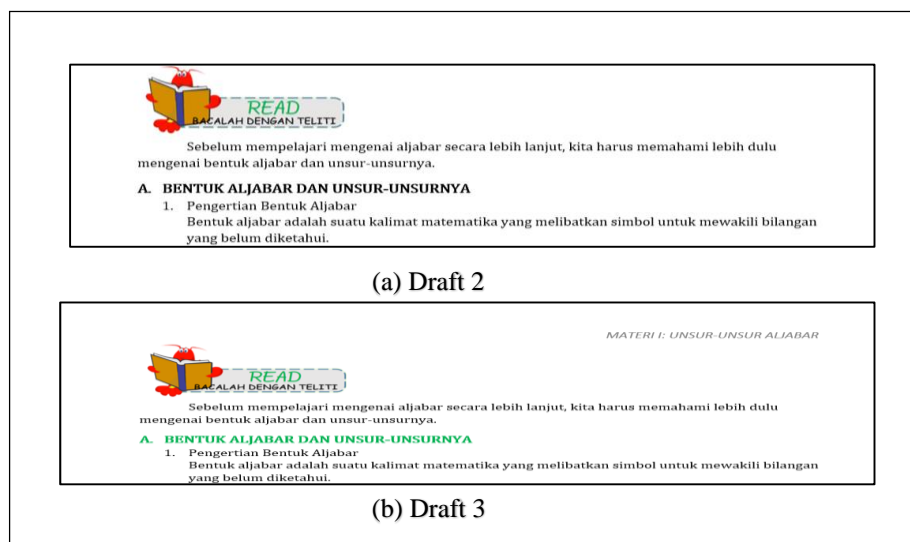 READ
BACALAH DENGAN TELITI
Sebelum mempelajari mengenai aljabar secara lebih lanjut, kita harus memahami lebih dulu
mengenai bentuk aljabar dan unsur-unsurnya.
A. BENTUK ALJABAR DAN UNSUR-UNSURNYA
1. Pengertian Bentuk Aljabar
Bentuk aljabar adalah suatu kalimat matematika yang melibatkan simbol untuk mewakili bilangan
yang belum diketahui.
(a) Draft 2
MATERI I: UNSUR-UNSUR ALJABAR
READ
BACALAH DENGAN TELITI
Sebelum mempelajari mengenai aljabar secara lebih lanjut, kita harus memahami lebih dulu
mengenai bentuk aljabar dan unsur-unsurnya.
A. BENTUK ALJABAR DAN UNSUR-UNSURNYA
1. Pengertian Bentuk Aljabar
Bentuk aljabar adalah suatu kalimat matematika yang melibatkan simbol untuk mewakili bilangan
yang belum diketahui.
(b) Draft 3